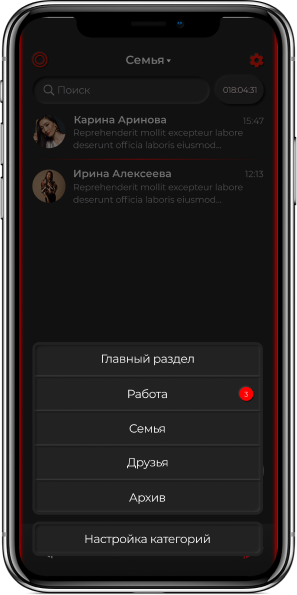 Семья
Поиск
018:04:31
Карина Аринова 15:47
Reprehenderit mollit excepteur labore
deserunt officia laboris eiusmod...
Ирина Алексеева 12:13
Reprehenderit mollit excepteur labore
deserunt officia laboris eiusmod...
Главный раздел
Работа 3
Семья
Друзья
Архив
Настройка категорий